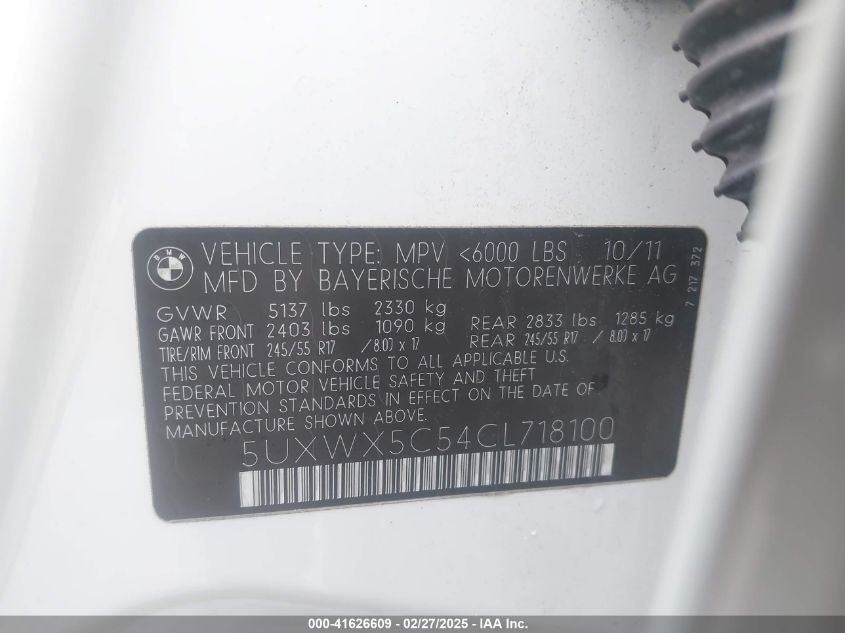 BMW
VEHICLE TYPE: MPV <6000 LBS 10/11
MFD BY BAYERISCHE MOTORENWERKE AG
GVWR 5137 lbs 2330 kg
GAWR FRONT 2403 lbs 1090 kg REAR 2833 lbs 1285 kg
TIRE/RIM FRONT 245/55 R17 /8.00 x 17 REAR 245/55 R17 / 8.00 x 17
THIS VEHICLE CONFORMS TO ALL APPLICABLE U.S.
FEDERAL MOTOR VEHICLE SAFETY AND THEFT
PREVENTION STANDARDS IN EFFECT ON THE DATE OF
MANUFACTURE SHOWN ABOVE.
5UXWX5C54CL718100
7 217 372
000-41626609 - 02/27/2025 - IAA Inc.